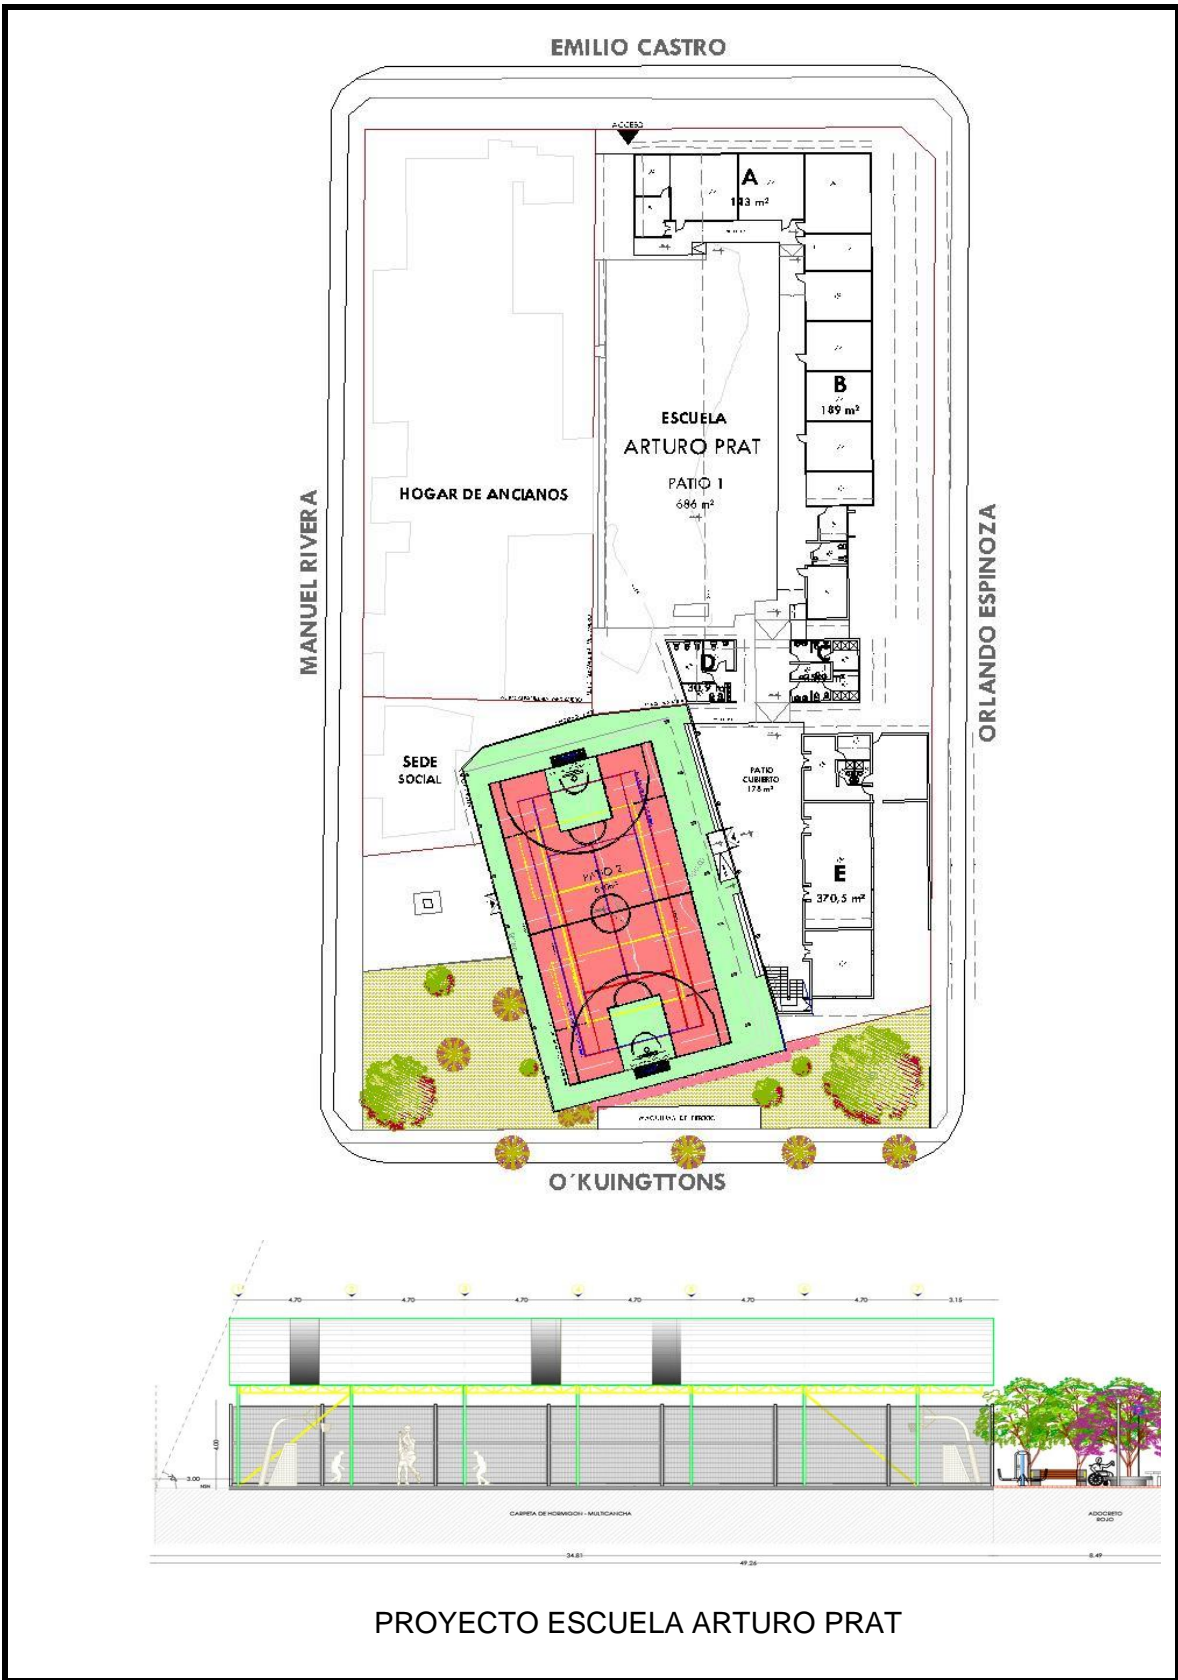 EMILIO CASTRO
ACCESO
A
B
189 m²
ESCUELA
ARTURO PRAT
PATIO 1
686 m²
HOGAR DE ANCIANOS
MANUEL RIVERA
ORLANDO ESPINOZA
D
30,9 m²
C
SEDE
SOCIAL
PATIO
CUBIERTO
178 m²
PATIO 2
E
370,5 m²
O´KUINGTTONS
4.70
4.70
4.70
4.70
4.70
4.70
3.15
4.00
3.00
NSN
CARPETA DE HORMIGON - MULTICANCHA
ADOCRETO
ROJO
34.81
8.49
49.26
PROYECTO ESCUELA ARTURO PRAT